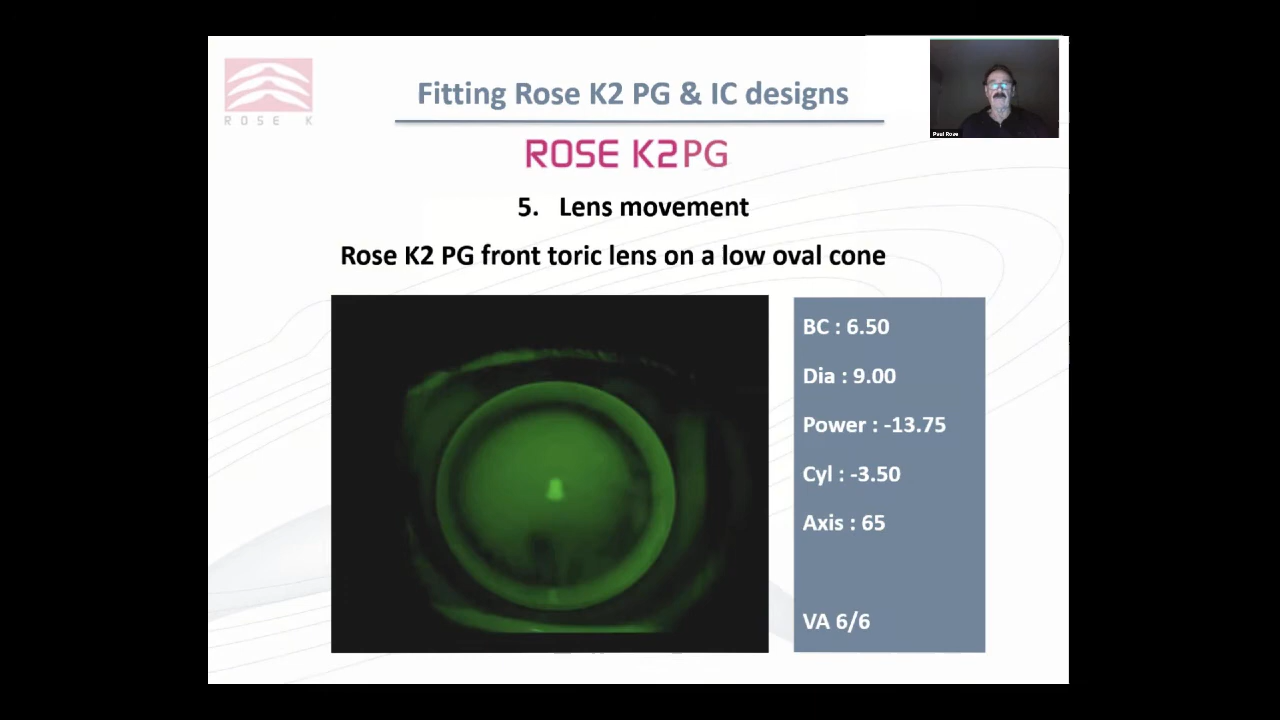 Fitting Rose K2 PG & IC designs
ROSE K
Paul Rose
ROSE K2PG
5. Lens movement
Rose K2 PG front toric lens on a low oval cone
BC : 6.50
Dia : 9.00
Power : -13.75
Cyl : -3.50
Axis : 65
VA 6/6